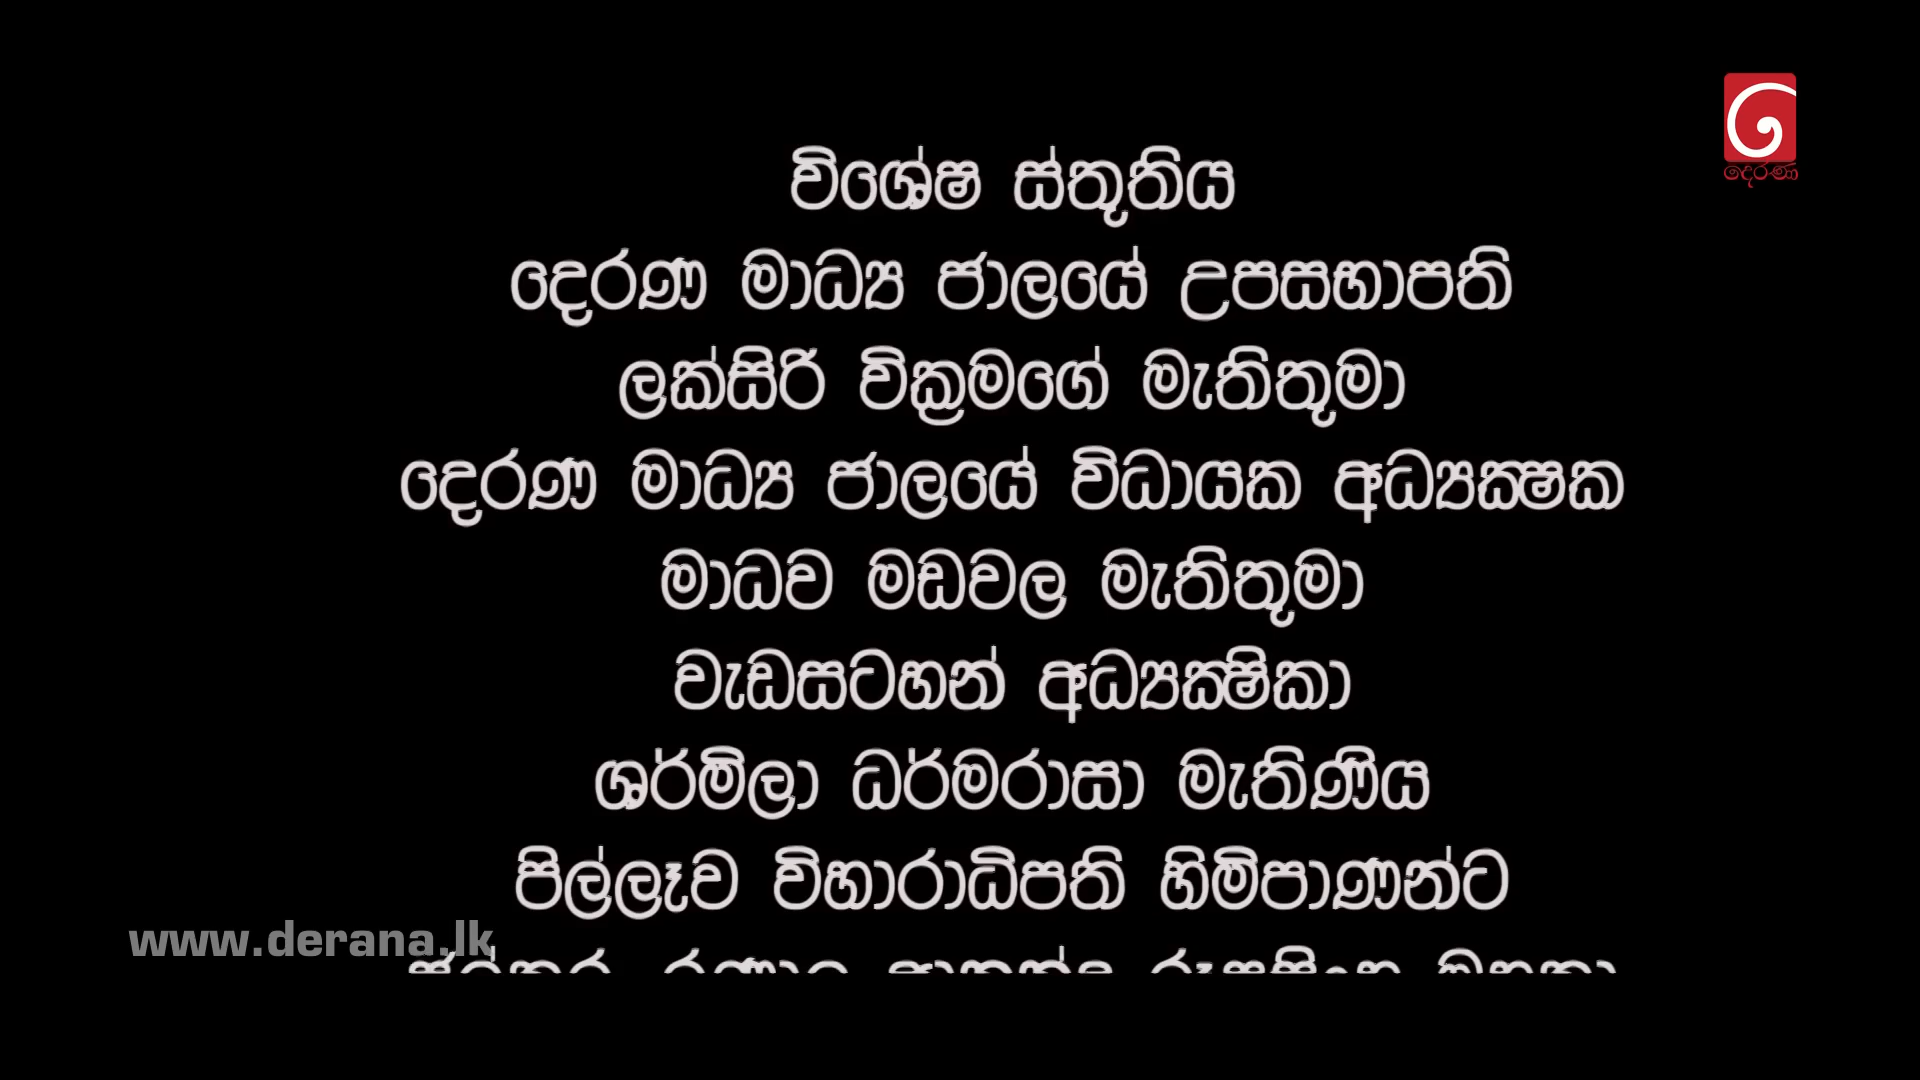 දෙරණ
විශේෂ ස්තූතිය
දෙරණ මාධ්‍ය ජාලයේ උපසභාපති
ලක්සිරි වික්‍රමගේ මැතිතුමා
දෙරණ මාධ්‍ය ජාලයේ විධායක අධ්‍යක්ෂක
මාධව මඩවල මැතිතුමා
වැඩසටහන් අධ්‍යක්ෂිකා
ශර්මිලා ධර්මරාසා මැතිණිය
පිල්ලෑව විහාරාධිපති හිමිපාණන්ට
www.derana.lk